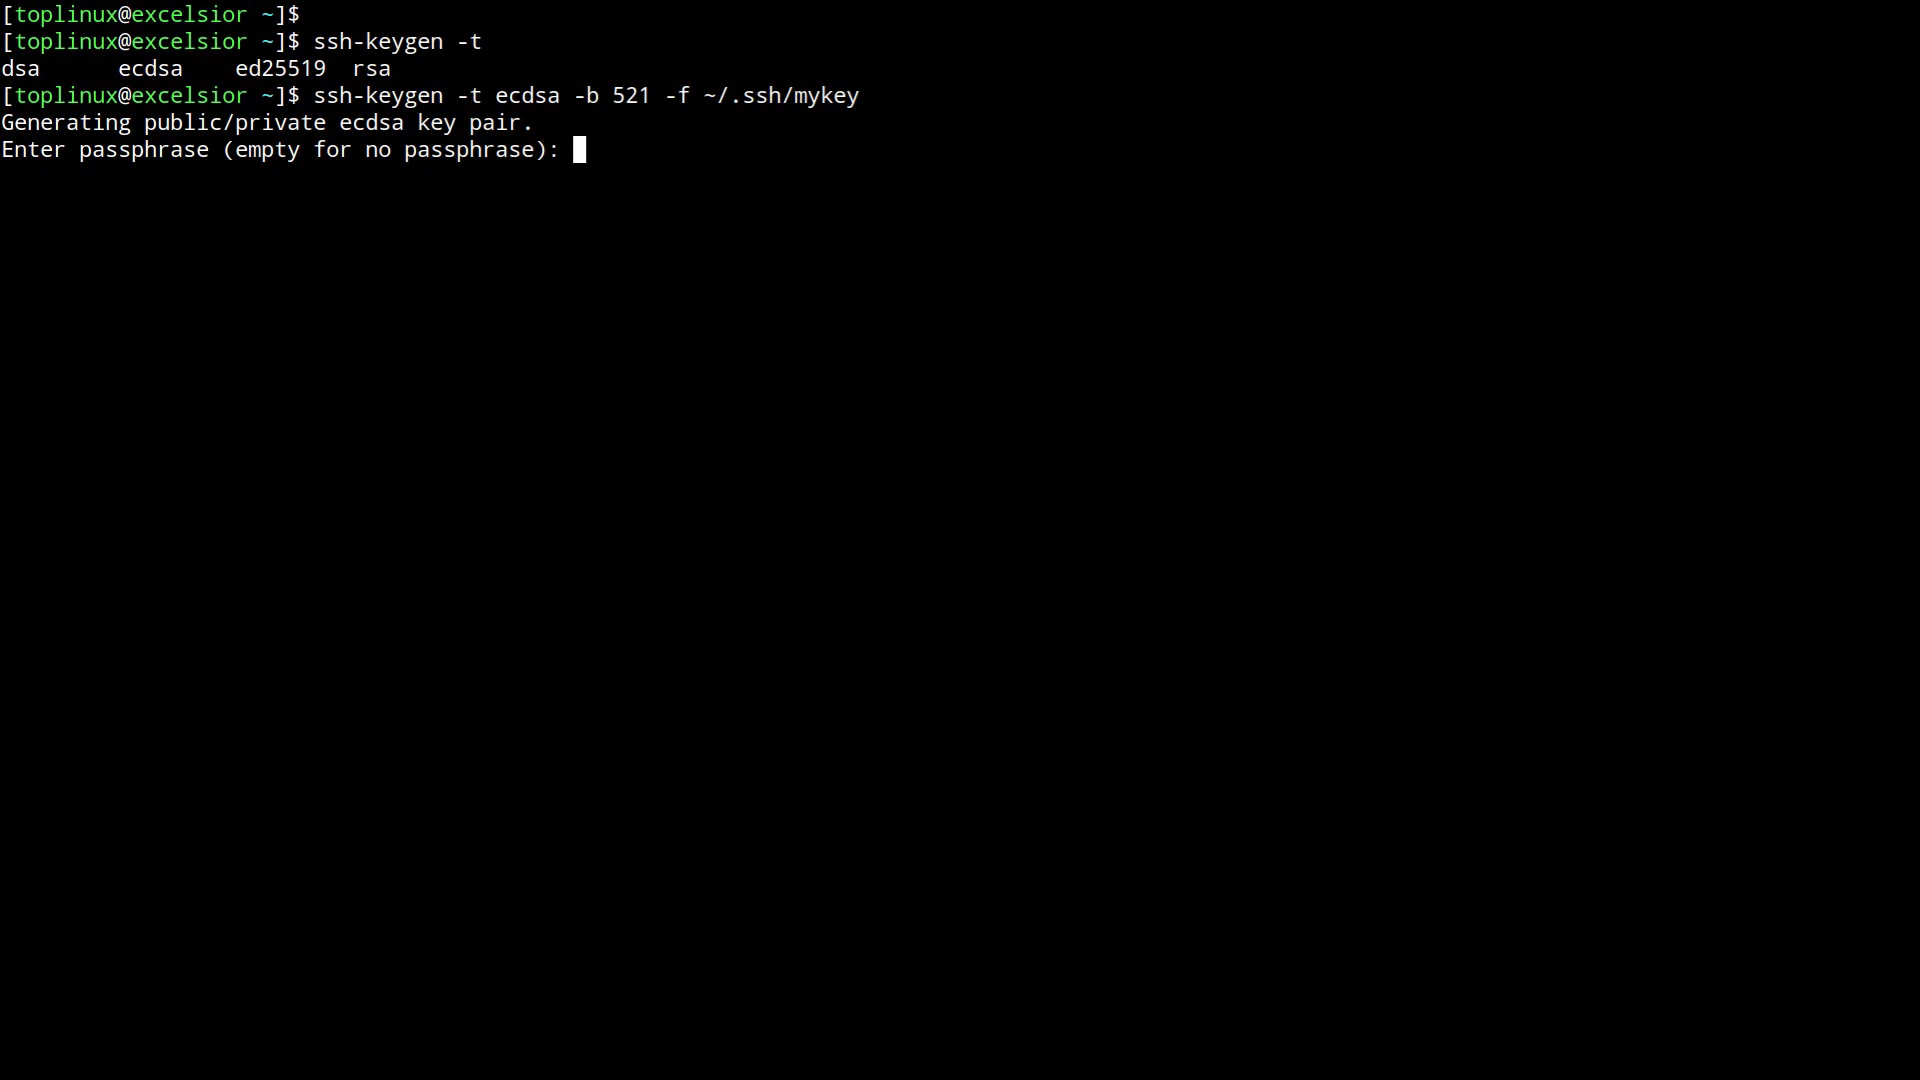 [toplinux@excelsior ~]$
[toplinux@excelsior ~]$ ssh-keygen -t
dsa      ecdsa    ed25519  rsa
[toplinux@excelsior ~]$ ssh-keygen -t ecdsa -b 521 -f ~/.ssh/mykey
Generating public/private ecdsa key pair.
Enter passphrase (empty for no passphrase):